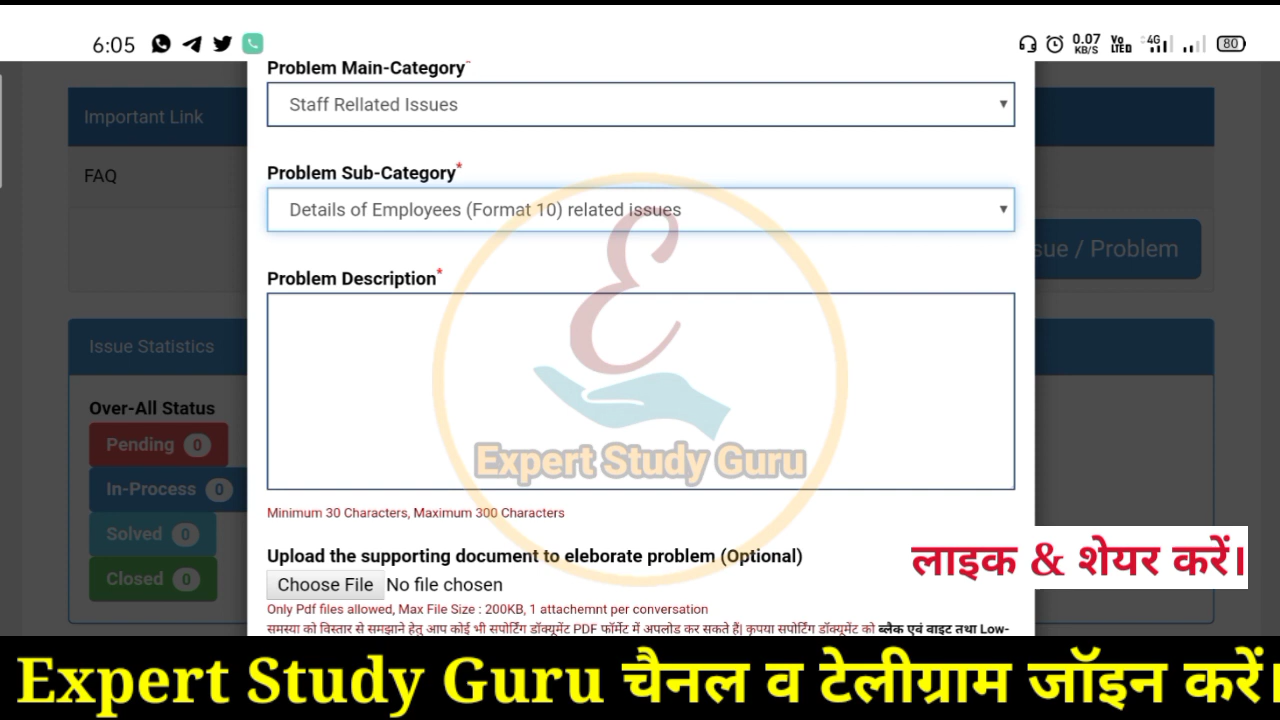 6:05
0.07 KB/S Vo LTE 4G 80
Problem Main-Category
Important Link
Staff Rellated Issues
FAQ
Problem Sub-Category*
Details of Employees (Format 10) related issues
sue / Problem
Problem Description*
Issue Statistics
Over-All Status
Pending 0
In-Process 0
Solved 0
Closed 0
Expert Study Guru
Minimum 30 Characters, Maximum 300 Characters
Upload the supporting document to eleborate problem (Optional)
Choose File No file chosen
Only Pdf files allowed, Max File Size : 200KB, 1 attachemnt per conversation
समस्या को विस्तार से समझाने हेतु आप कोई भी सपोर्टिंग डॉक्यूमेंट PDF फॉर्मेट में अपलोड कर सकते हैं| कृपया सपोर्टिंग डॉक्यूमेंट को ब्लैक एवं वाइट तथा Low-
लाइक & शेयर करें।
Expert Study Guru चैनल व टेलीग्राम जॉइन करें।